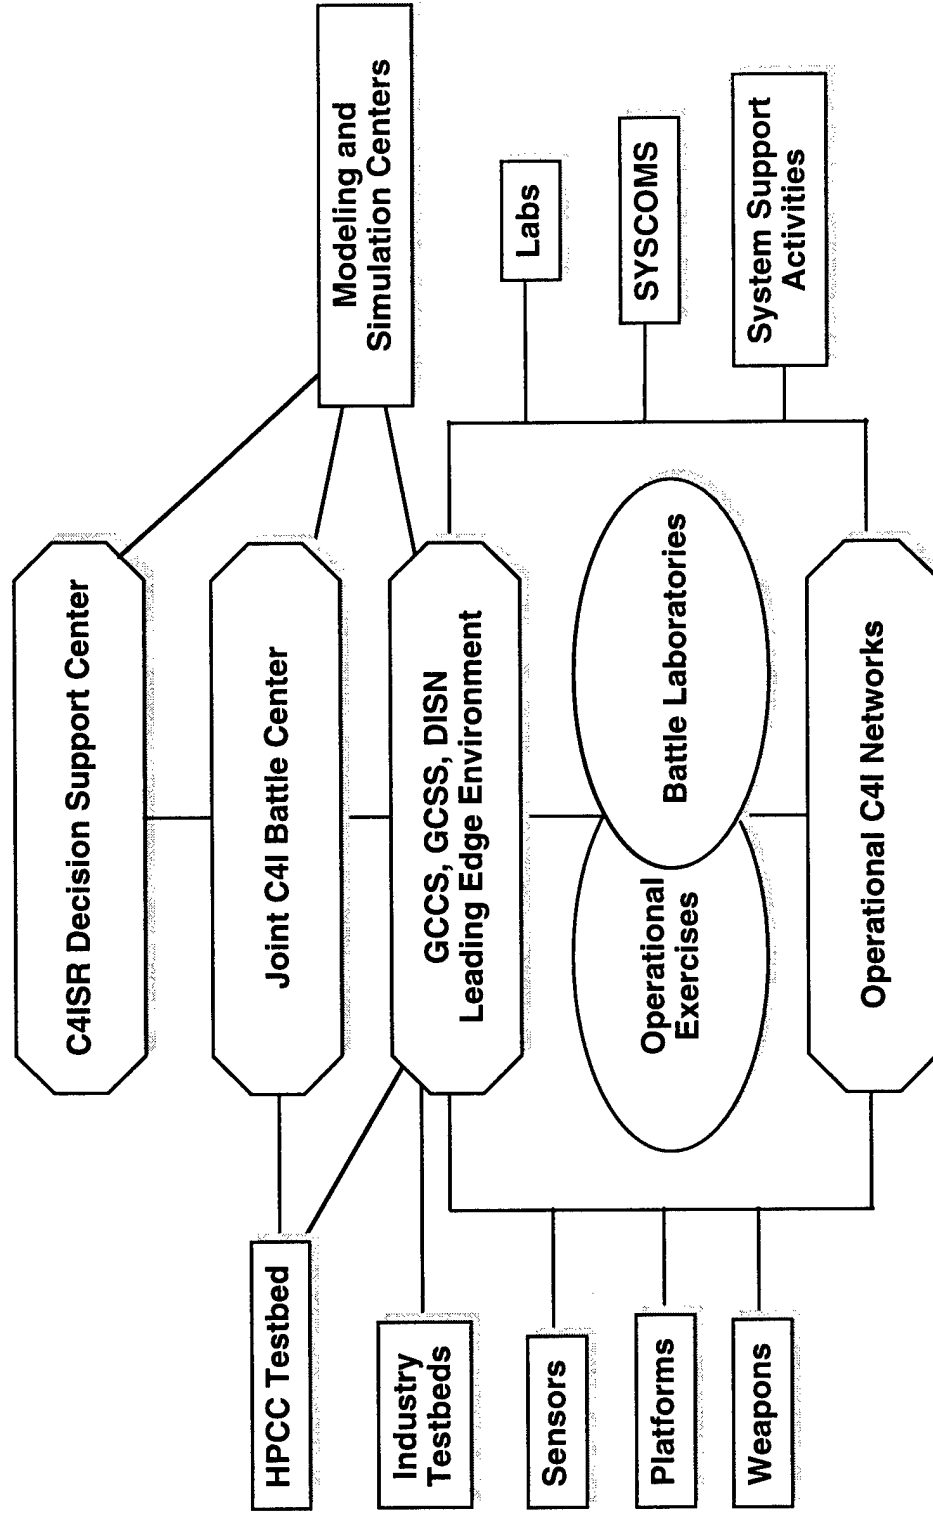 C4ISR Decision Support Center
Modeling and
Simulation Centers
Joint C4I Battle Center
HPCC Testbed
GCCS, GCSS, DISN
Leading Edge Environment
Industry
Testbeds
Labs
Sensors
Operational
Exercises
Battle Laboratories
SYSCOMS
Platforms
System Support
Activities
Weapons
Operational C4I Networks